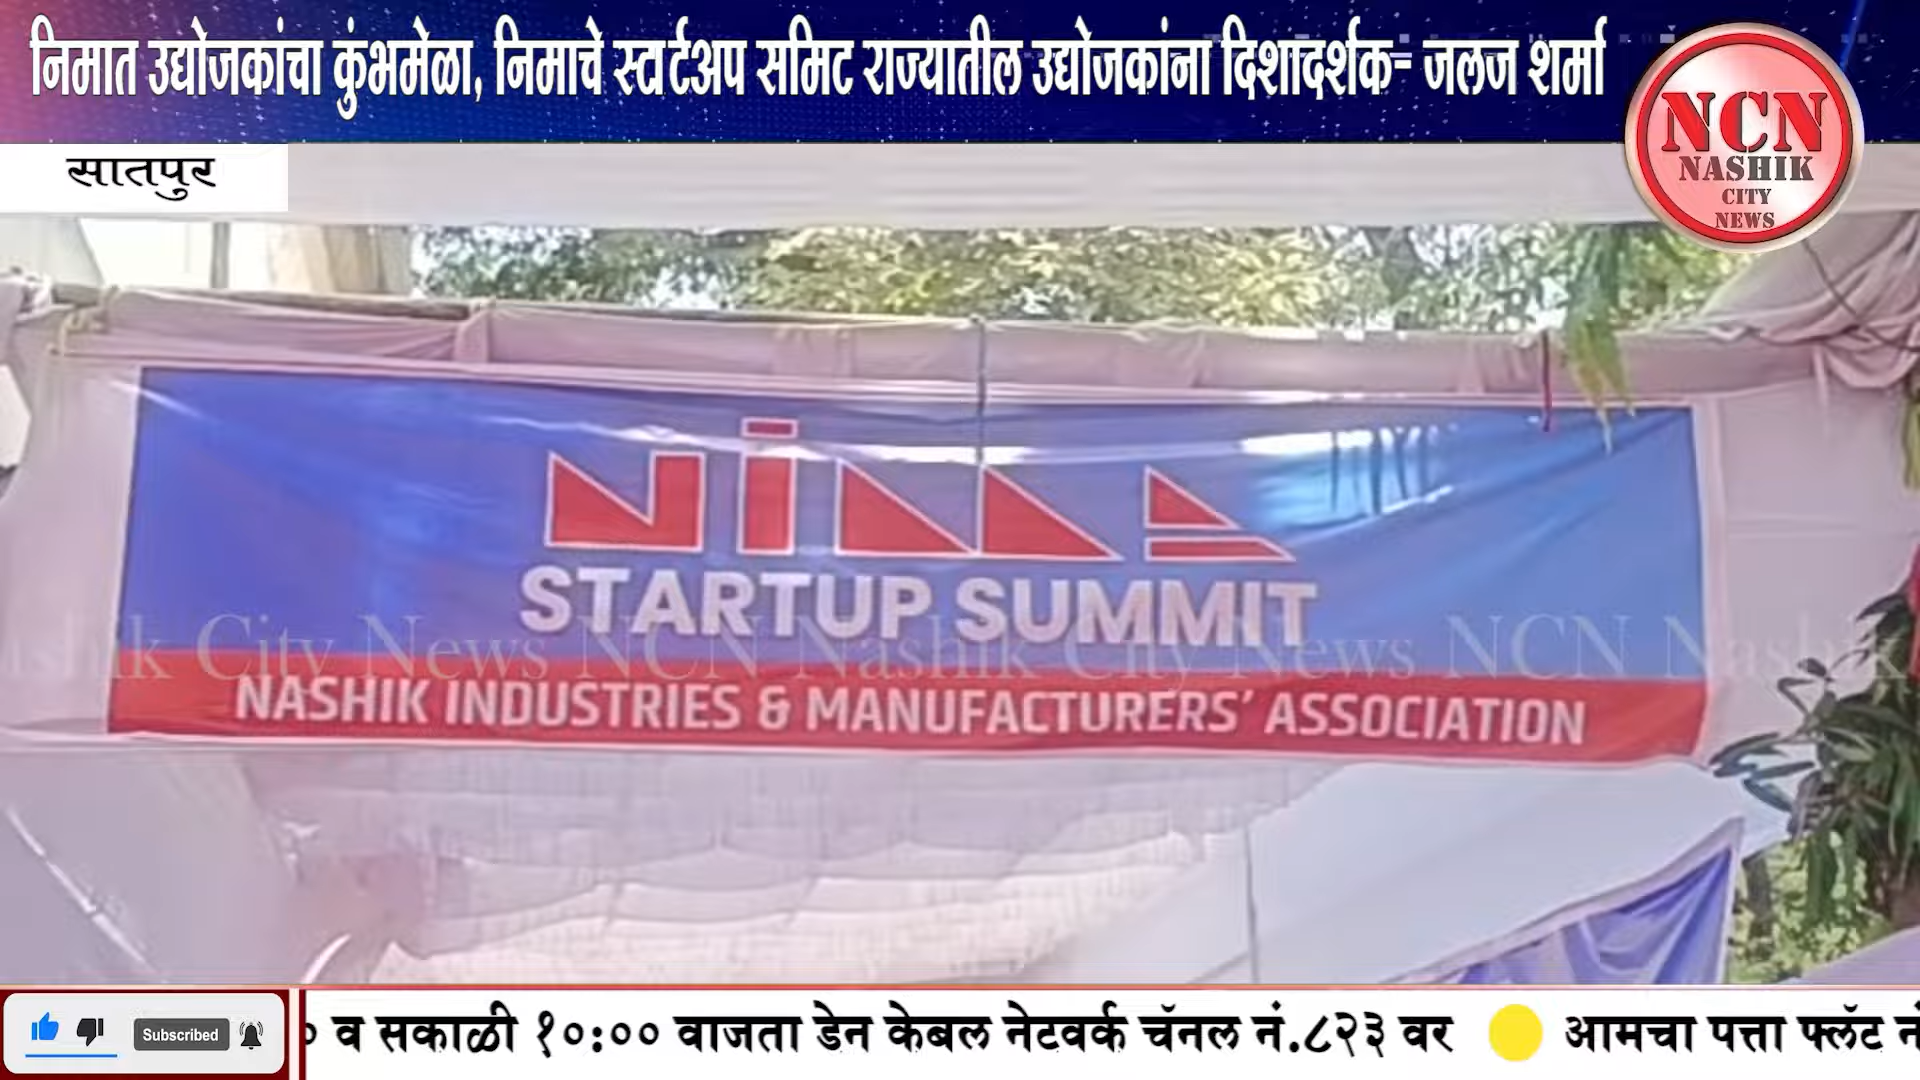 निमात उद्योजकांचा कुंभमेळा, निमाचे स्टार्टअप समिट राज्यातील उद्योजकांना दिशादर्शक- जलज शर्मा
NCN
NASHIK
CITY
NEWS
सातपुर
NIMA
STARTUP SUMMIT
Nashik City News NCN Nashik City News NCN Nashik
NASHIK INDUSTRIES & MANUFACTURERS' ASSOCIATION
Subscribed
व सकाळी १०:०० वाजता डेन केबल नेटवर्क चॅनल नं.८२३ वर आमचा पत्ता फ्लॅट